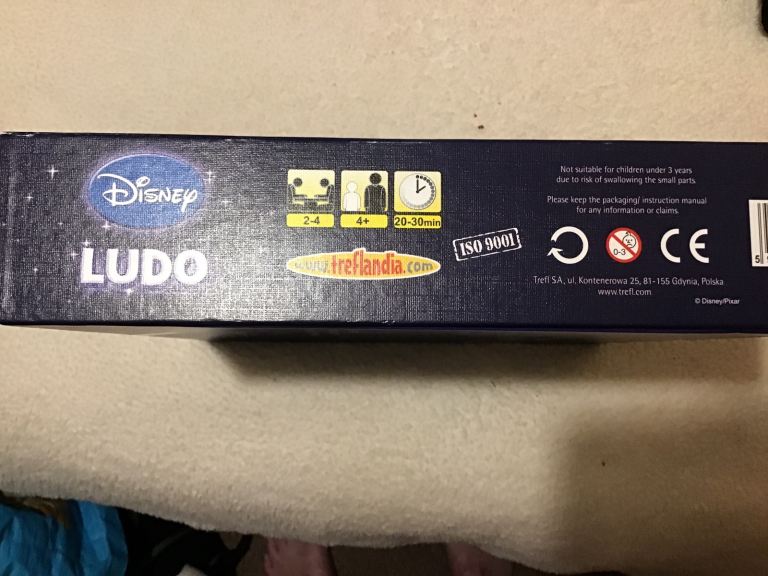 Disney
LUDO
2-4
4+
20-30min
www.treflandia.com
ISO 9001
Not suitable for children under 3 years
due to risk of swallowing the small parts.
Please keep the packaging/ instruction manual
for any information or claims.
0-3
CE
Trefl SA, ul. Kontenerowa 25, 81-155 Gdynia, Polska
www.trefl.com
© Disney/Pixar
5